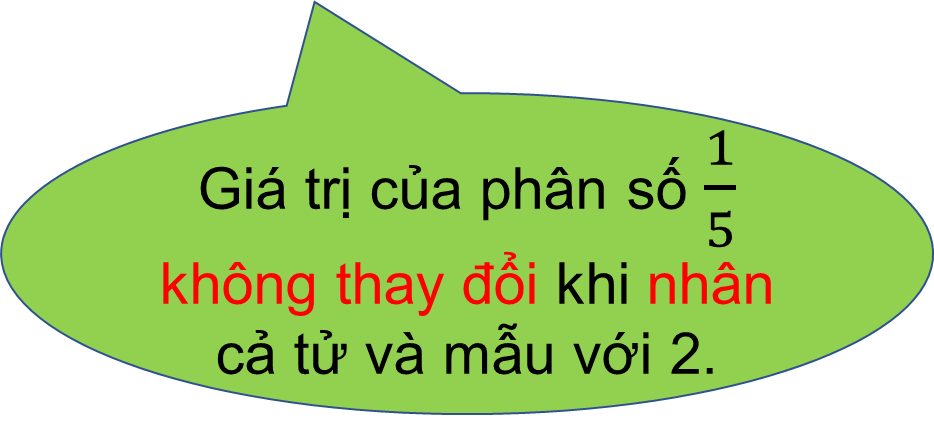 Giá trị của phân số 1/5
không thay đổi khi nhân
cả tử và mẫu với 2.